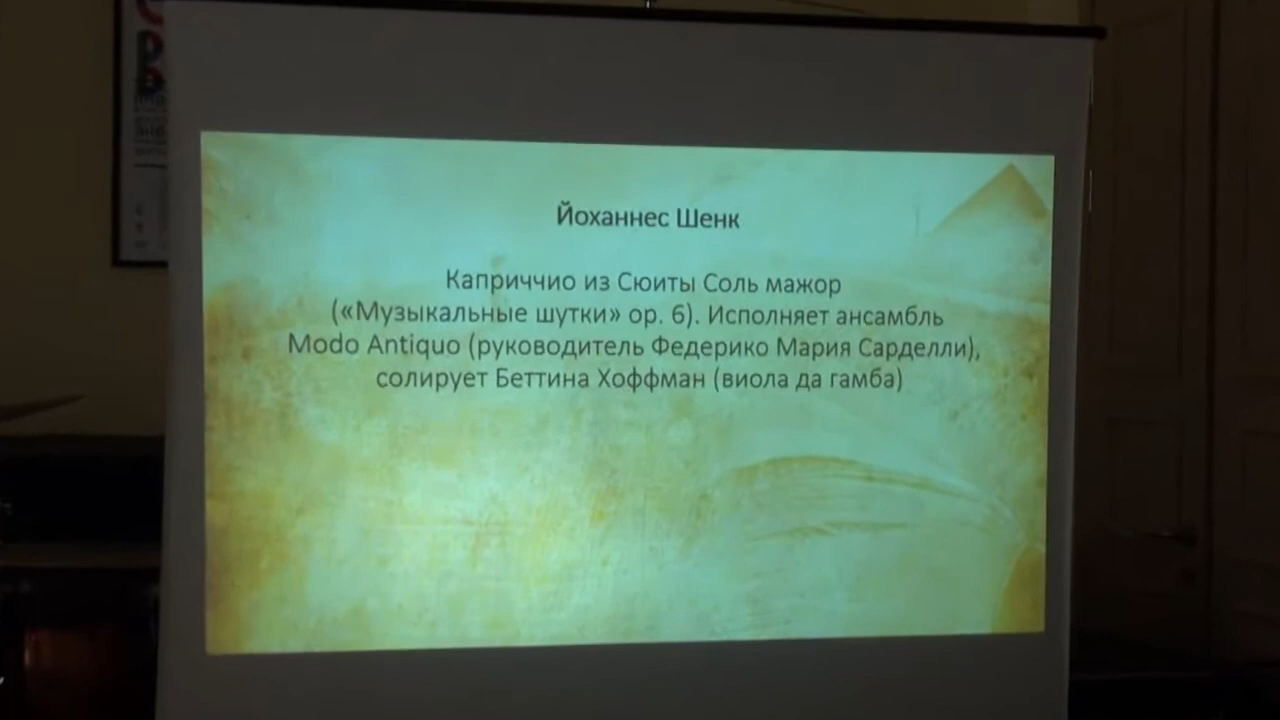 Йоханнес Шенк
Каприччио из Сюиты Соль мажор
(«Музыкальные шутки» op. 6). Исполняет ансамбль
Modo Antiquo (руководитель Федерико Мария Сарделли),
солирует Беттина Хоффман (виола да гамба)